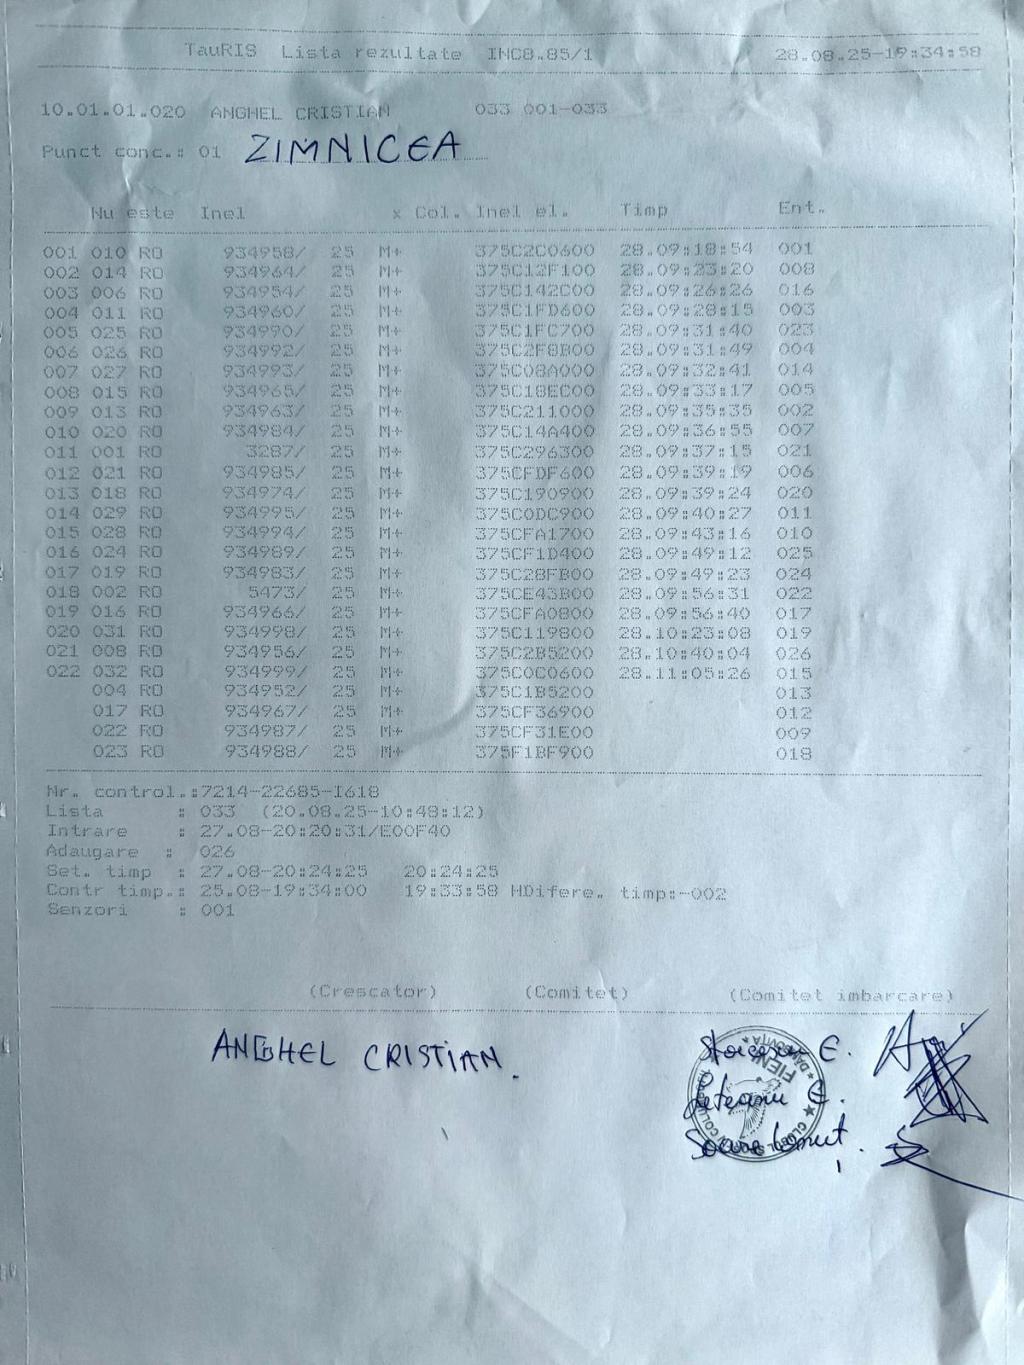 TauRIS Lista rezultate INC8.85/1 28.08.25-19:34:58
10.01.01.020 ANGHEL CRISTIAN 033 001-033
Punct conc.: 01 ZIMNICEA
Nu este Inel x Col. Inel el. Timp Ent.
001 010 RO 934958/ 25 M+ 375C2C0600 28.09:18:54 001
002 014 RO 934964/ 25 M+ 375C12F100 28.09:23:20 008
003 006 RO 934954/ 25 M+ 375C142C00 28.09:26:26 016
004 011 RO 934960/ 25 M+ 375C1FD600 28.09:28:15 003
005 025 RO 934990/ 25 M+ 375C1FC700 28.09:31:40 023
006 026 RO 934992/ 25 M+ 375C2F8B00 28.09:31:49 004
007 027 RO 934993/ 25 M+ 375C08A000 28.09:32:41 014
008 015 RO 934965/ 25 M+ 375C18EC00 28.09:33:17 005
009 013 RO 934963/ 25 M+ 375C211000 28.09:35:35 002
010 020 RO 934984/ 25 M+ 375C14A400 28.09:36:55 007
011 001 RO 3287/ 25 M+ 375C296300 28.09:37:15 021
012 021 RO 934985/ 25 M+ 375CFDF600 28.09:39:19 006
013 018 RO 934974/ 25 M+ 375C190900 28.09:39:24 020
014 029 RO 934995/ 25 M+ 375C0DC900 28.09:40:27 011
015 028 RO 934994/ 25 M+ 375CFA1700 28.09:43:16 010
016 024 RO 934989/ 25 M+ 375CF1D400 28.09:49:12 025
017 019 RO 934983/ 25 M+ 375C28FB00 28.09:49:23 024
018 002 RO 5473/ 25 M+ 375CE43B00 28.09:56:31 022
019 016 RO 934966/ 25 M+ 375CFA0800 28.09:56:40 017
020 031 RO 934998/ 25 M+ 375C119800 28.10:23:08 019
021 008 RO 934956/ 25 M+ 375C2B5200 28.10:40:04 026
022 032 RO 934999/ 25 M+ 375C0C0600 28.11:05:26 015
004 RO 934952/ 25 M+ 375C1B5200 013
017 RO 934967/ 25 M+ 375CF36900 012
022 RO 934987/ 25 M+ 375CF31E00 009
023 RO 934988/ 25 M+ 375F1BF900 018
Nr. control.:7214-22685-I618
Lista : 033 (20.08.25-10:48:12)
Intrare : 27.08-20:20:31/E00F40
Adaugare : 026
Set. timp : 27.08-20:24:25 20:24:25
Contr timp.: 25.08-19:34:00 19:33:58 HDifere. timp:-002
Senzori : 001
(Crescator) (Comitet) (Comitet imbarcare)
ANGHEL CRISTIAN.
E.
FIENI
DAMBOVITA